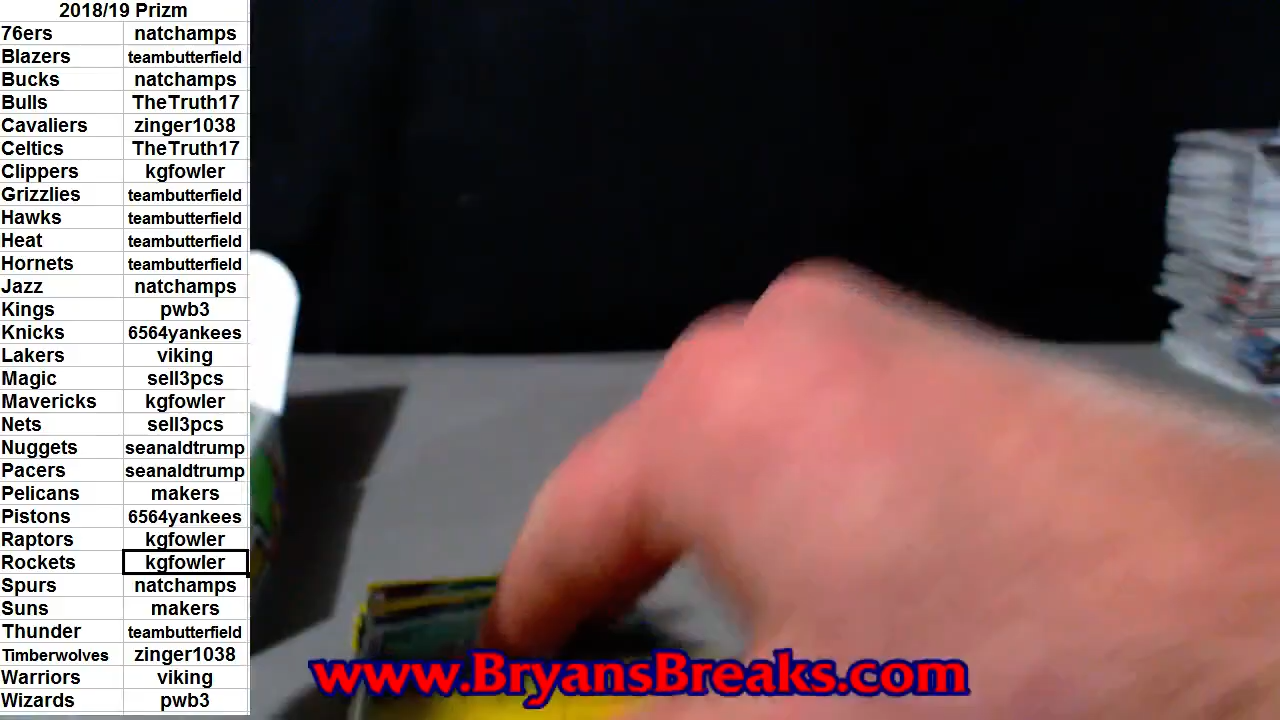 2018/19 Prizm
76ers natchamps
Blazers teambutterfield
Bucks natchamps
Bulls TheTruth17
Cavaliers zinger1038
Celtics TheTruth17
Clippers kgfowler
Grizzlies teambutterfield
Hawks teambutterfield
Heat teambutterfield
Hornets teambutterfield
Jazz natchamps
Kings pwb3
Knicks 6564yankees
Lakers viking
Magic sell3pcs
Mavericks kgfowler
Nets sell3pcs
Nuggets seanaldtrump
Pacers seanaldtrump
Pelicans makers
Pistons 6564yankees
Raptors kgfowler
Rockets kgfowler
Spurs natchamps
Suns makers
Thunder teambutterfield
Timberwolves zinger1038
Warriors viking
Wizards pwb3
www.BryansBreaks.com